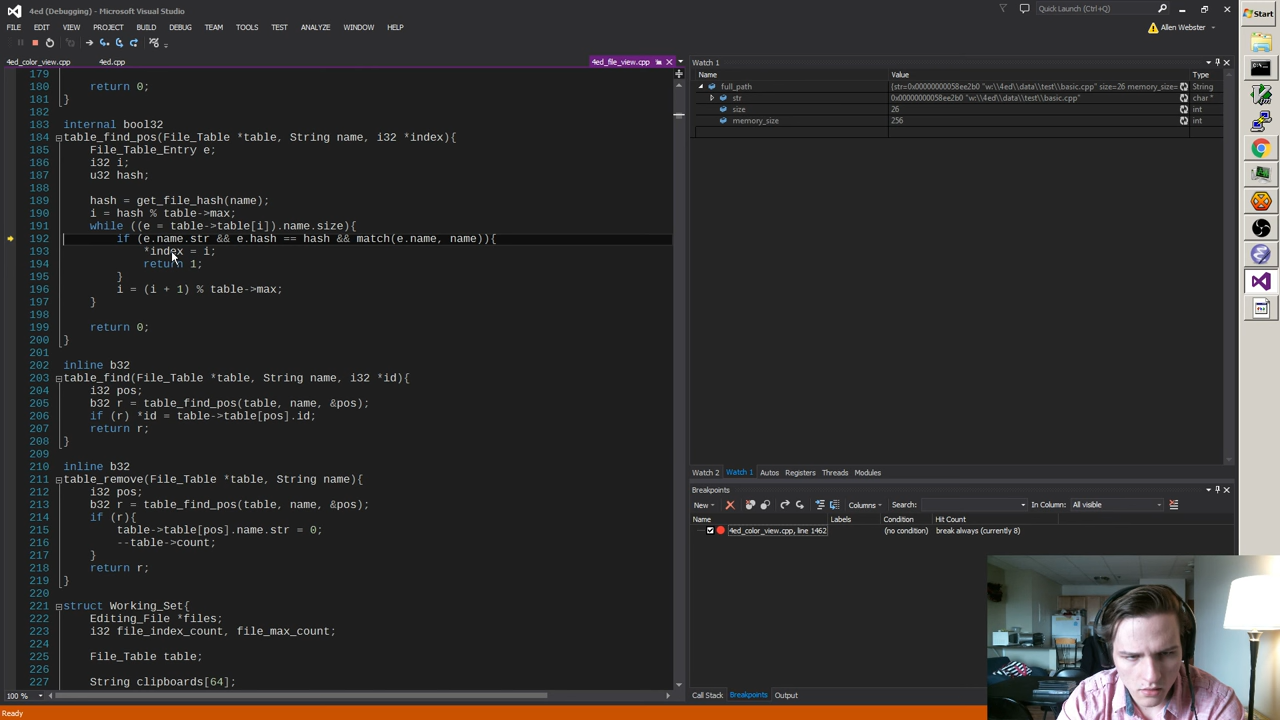 4ed (Debugging) - Microsoft Visual Studio
Quick Launch (Ctrl+Q)
Start
FILE EDIT VIEW PROJECT BUILD DEBUG TEAM TOOLS TEST ANALYZE WINDOW
Allen Webster
4ed_color_view.cpp 4ed.cpp 4ed_file_view.cpp
179
180 return 0;
181 }
182
183 internal bool32
184 table_find_pos(File_Table *table, String name, i32 *index){
185 File_Table_Entry e;
186 i32 i;
187 u32 hash;
188
189 hash = get_file_hash(name);
190 i = hash % table->max;
191 while ((e = table->table[i]).name.size){
192 if (e.name.str && e.hash == hash && match(e.name, name)){
193 *index = i;
194 return 1;
195 }
196 i = (i + 1) % table->max;
197 }
198
199 return 0;
200 }
201
202 inline b32
203 table_find(File_Table *table, String name, i32 *id){
204 i32 pos;
205 b32 r = table_find_pos(table, name, &pos);
206 if (r) *id = table->table[pos].id;
207 return r;
208 }
209
210 inline b32
211 table_remove(File_Table *table, String name){
212 i32 pos;
213 b32 r = table_find_pos(table, name, &pos);
214 if (r){
215 table->table[pos].name.str = 0;
216 --table->count;
217 }
218 return r;
219 }
220
221 struct Working_Set{
222 Editing_File *files;
223 i32 file_index_count, file_max_count;
224
225 File_Table table;
226
227 String clipboards[64];
100 %
Ready
Watch 1
Name Value Type
full_path {str=0x0000000058ee2b0 "w:\\4ed\\data\\test\\basic.cpp" size=26 memory_size= String
str 0x0000000058ee2b0 "w:\\4ed\\data\\test\\basic.cpp" char *
size 26 int
memory_size 256 int
Watch 2 Watch 1 Autos Registers Threads Modules
Breakpoints
New Columns Search: In Column: All visible
Name Labels Condition Hit Count
4ed_color_view.cpp, line 1462 (no condition) break always (currently 8)
Call Stack Breakpoints Output